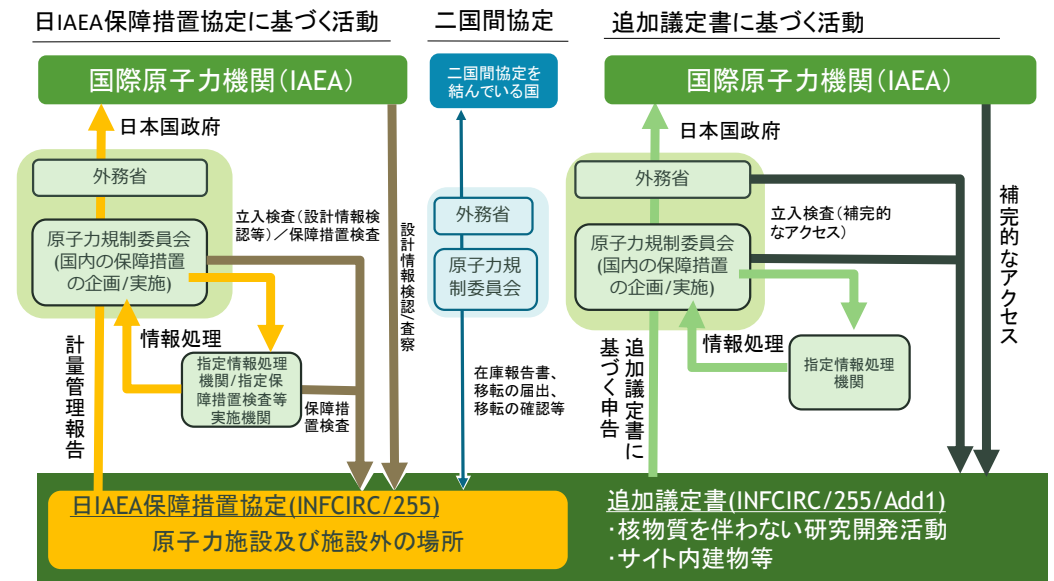 日IAEA保障措置協定に基づく活動
国際原子力機関（IAEA）
日本国政府
外務省
原子力規制委員会
(国内の保障措置
の企画/実施)
立入検査（設計情報検
認等）／保障措置検査
設計情報検認/査察
情報処理
指定情報処理
機関/指定保
障措置検査等
実施機関
保障措
置検査
計量管理報告
二国間協定
二国間協定を
結んでいる国
外務省
原子力規
制委員会
在庫報告書、
移転の届出、
移転の確認等
追加議定書に基づく活動
国際原子力機関（IAEA）
日本国政府
外務省
原子力規制委員会
(国内の保障措置
の企画/実施)
立入検査（補完的
なアクセス）
補完的なアクセス
情報処理
指定情報処理
機関
追加議定書に
基づく申告
日IAEA保障措置協定(INFCIRC/255)
原子力施設及び施設外の場所
追加議定書(INFCIRC/255/Add1)
・核物質を伴わない研究開発活動
・サイト内建物等